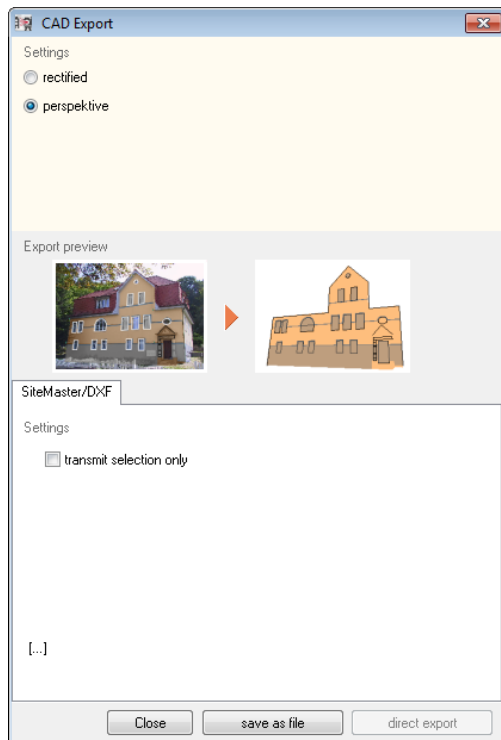 CAD Export
Settings
rectified
perspektive
Export preview
SiteMaster/DXF
Settings
transmit selection only
[...]
Close save as file direct export